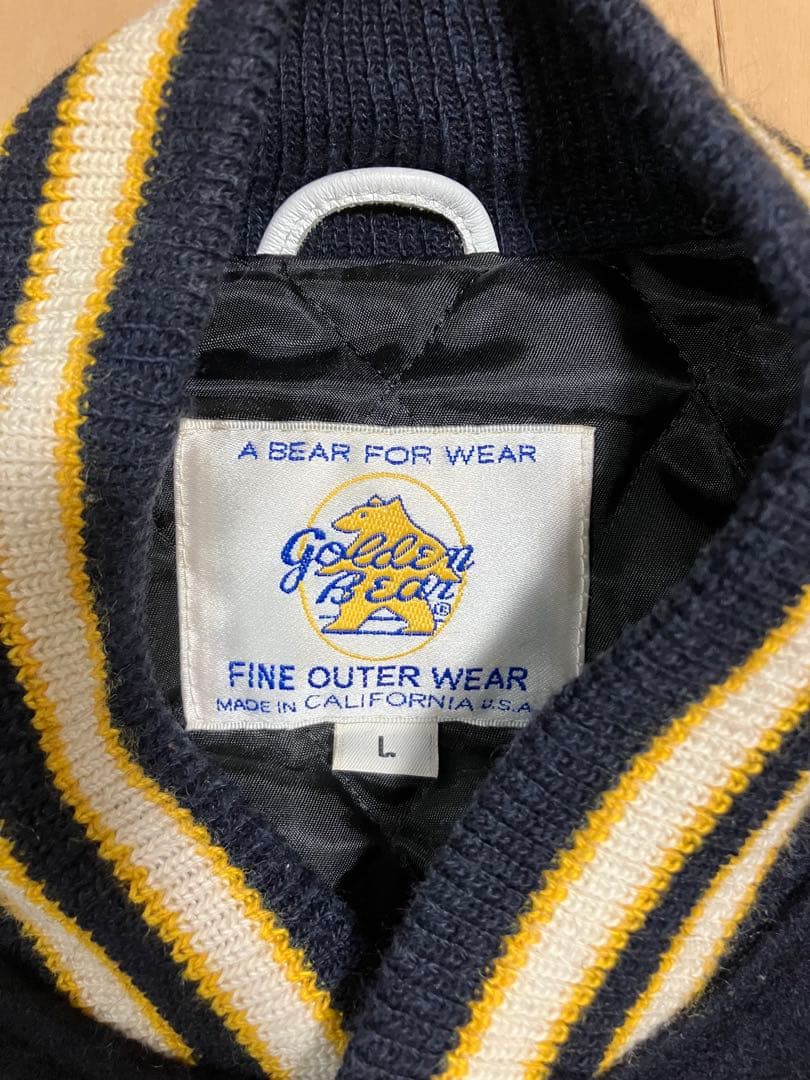 A BEAR FOR WEAR
Golden
Bear
®
FINE OUTER WEAR
MADE IN CALIFORNIA U.S.A.
L